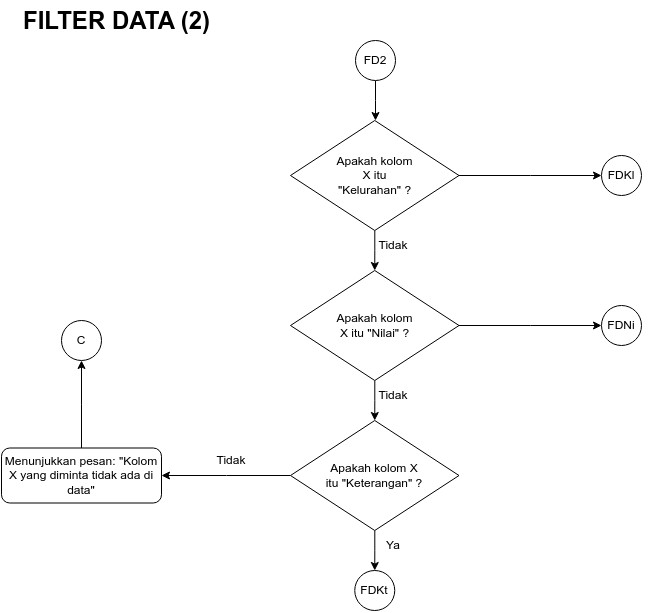 FILTER DATA (2)
FD2
Apakah kolom
X itu
"Kelurahan" ?
FDKl
Tidak
Apakah kolom
X itu "Nilai" ?
FDNi
C
Tidak
Menunjukkan pesan: "Kolom
X yang diminta tidak ada di
data"
Tidak
Apakah kolom X
itu "Keterangan" ?
Ya
FDKt